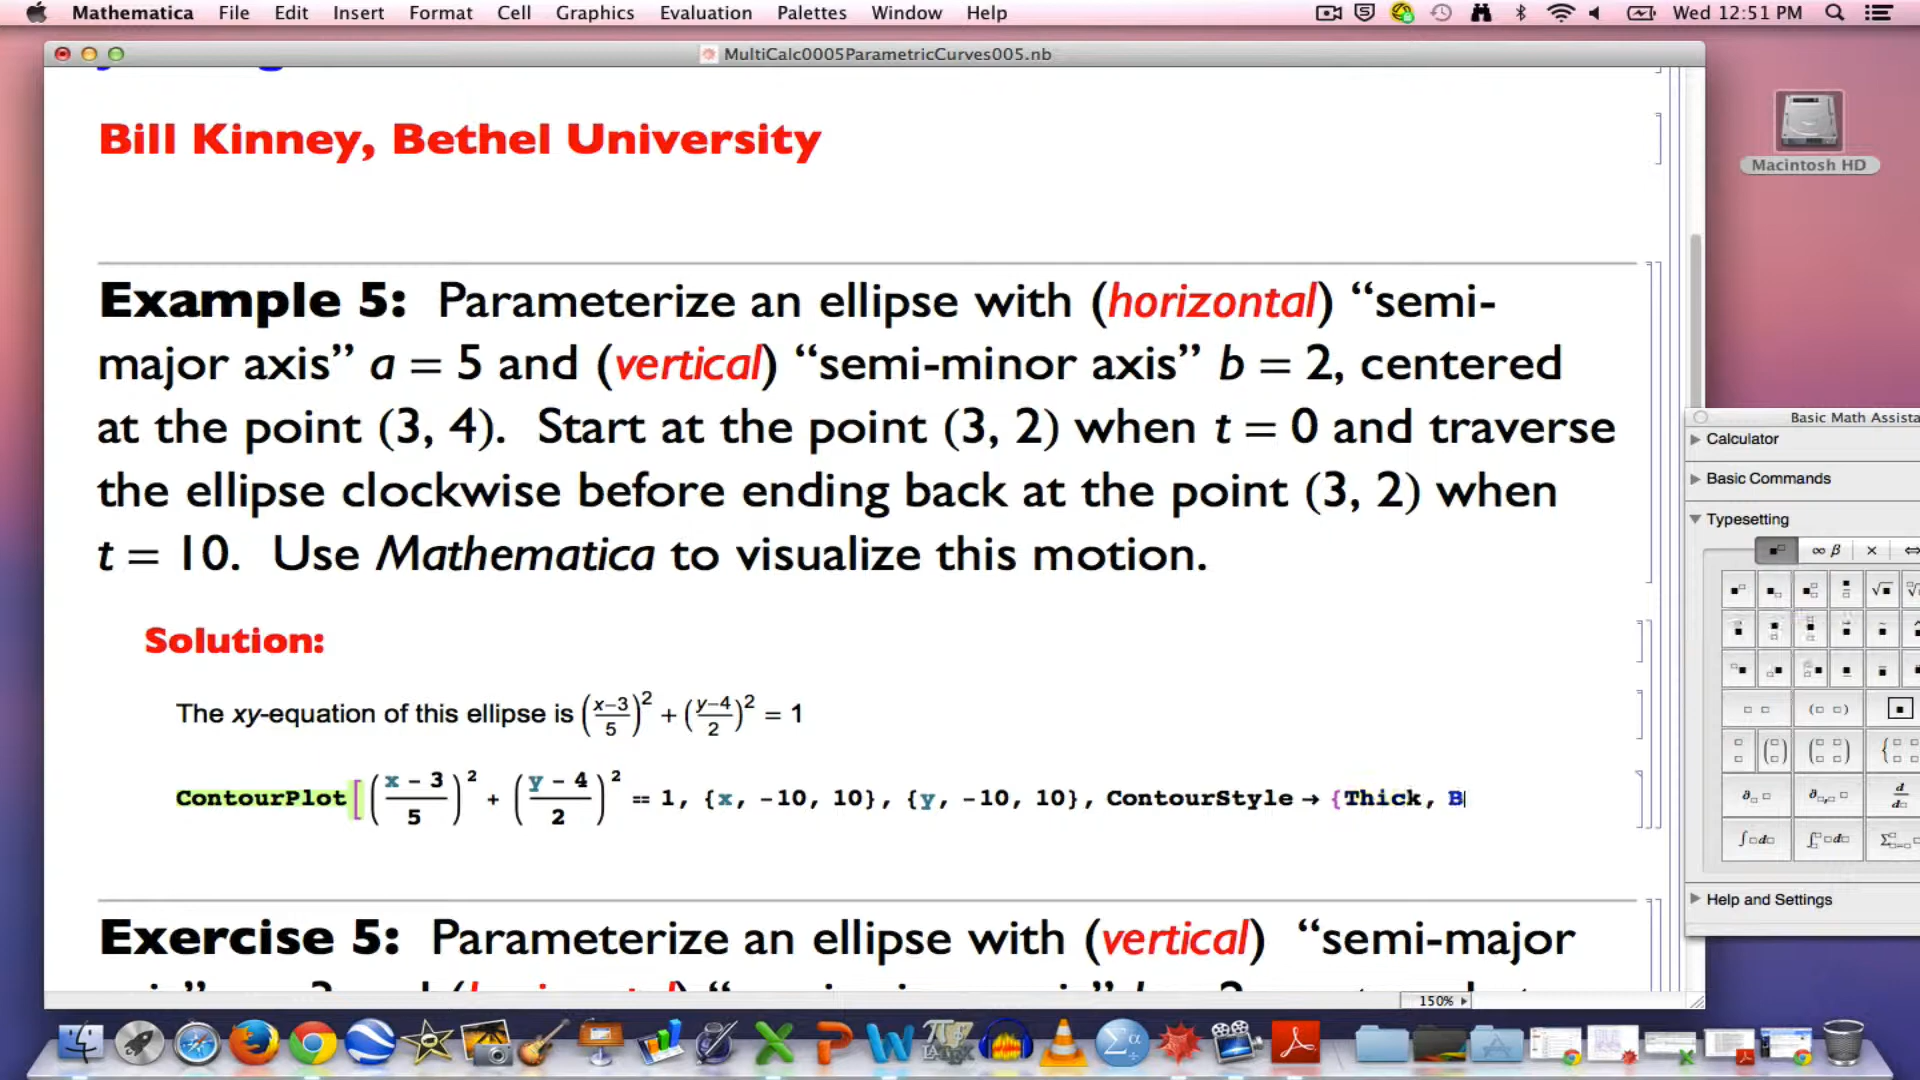 Mathematica File Edit Insert Format Cell Graphics Evaluation Palettes Window Help Wed 12:51 PM
MultiCalc0005ParametricCurves005.nb
Bill Kinney, Bethel University
Macintosh HD
Example 5: Parameterize an ellipse with (horizontal) “semi-
major axis” a = 5 and (vertical) “semi-minor axis” b = 2, centered
at the point (3, 4). Start at the point (3, 2) when t = 0 and traverse
the ellipse clockwise before ending back at the point (3, 2) when
t = 10. Use Mathematica to visualize this motion.
Solution:
The xy-equation of this ellipse is ((x-3)/5)^2 + ((y-4)/2)^2 = 1
ContourPlot[((x - 3)/5)^2 + ((y - 4)/2)^2 == 1, {x, -10, 10}, {y, -10, 10}, ContourStyle → {Thick, B
Exercise 5: Parameterize an ellipse with (vertical) “semi-major
150%
Basic Math Assista
Calculator
Basic Commands
Typesetting
∞ β
Help and Settings